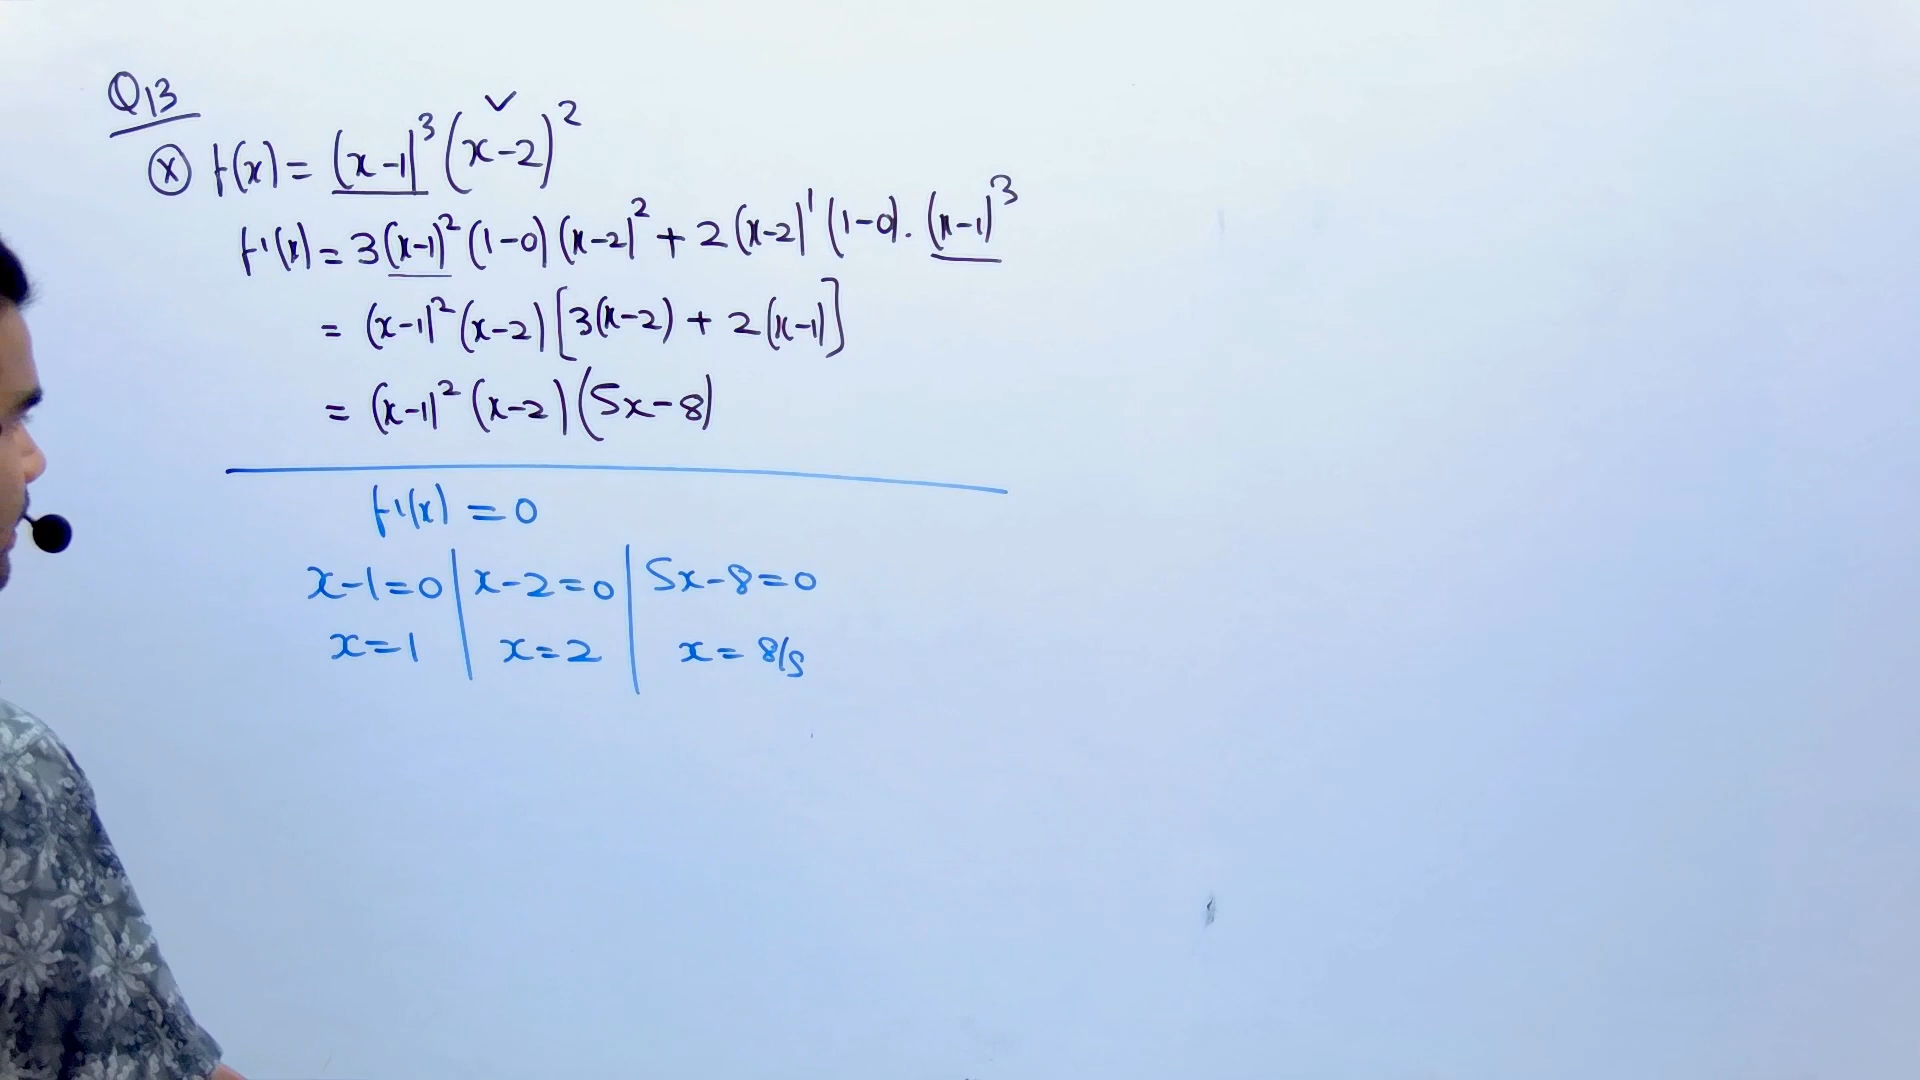 Q13
✓
ⓧ f(x) = (x-1)³ (x-2)²
f'(x) = 3(x-1)² (1-0) (x-2)² + 2(x-2)¹ (1-0). (x-1)³
= (x-1)² (x-2) [3(x-2) + 2(x-1)]
= (x-1)² (x-2) (5x-8)
f'(x) = 0
x-1=0 | x-2=0 | 5x-8=0
x=1 | x=2 | x= 8/5